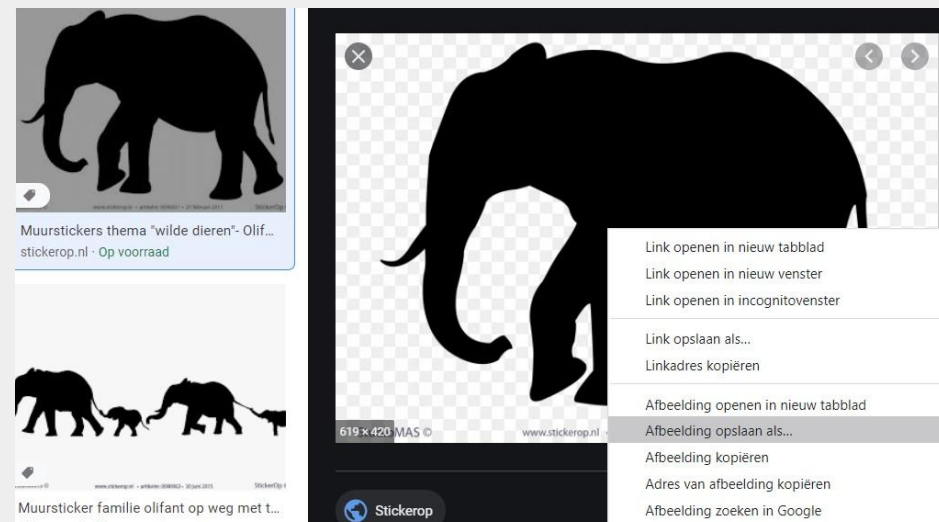 Muurstickers thema "wilde dieren"- Olif...
stickerop.nl · Op voorraad
Muursticker familie olifant op weg met t...
619 × 420
MAS ©
www.stickerop.nl
Stickerop
Link openen in nieuw tabblad
Link openen in nieuw venster
Link openen in incognitovenster
Link opslaan als...
Linkadres kopiëren
Afbeelding openen in nieuw tabblad
Afbeelding opslaan als...
Afbeelding kopiëren
Adres van afbeelding kopiëren
Afbeelding zoeken in Google